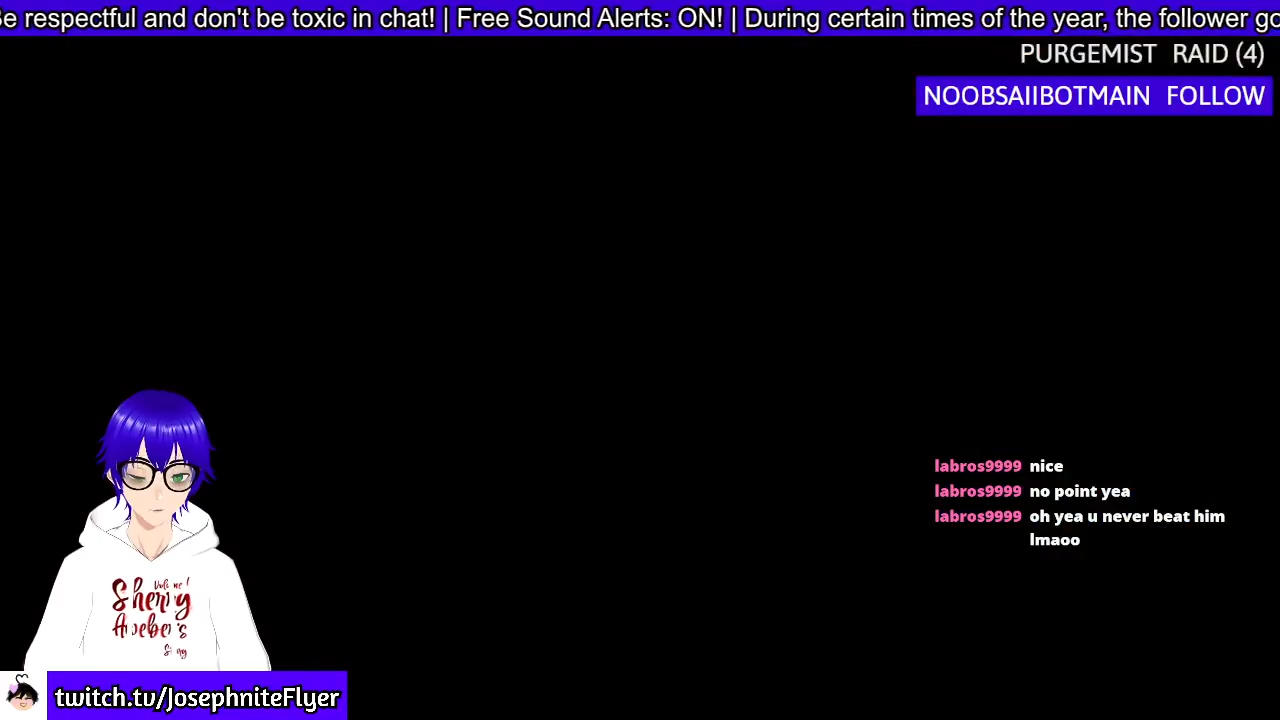 Be respectful and don't be toxic in chat! | Free Sound Alerts: ON! | During certain times of the year, the follower go
PURGEMIST RAID (4)
NOOBSAIIBOTMAIN FOLLOW
labros9999 nice
labros9999 no point yea
labros9999 oh yea u never beat him
lmaoo
Sherry
twitch.tv/JosephniteFlyer